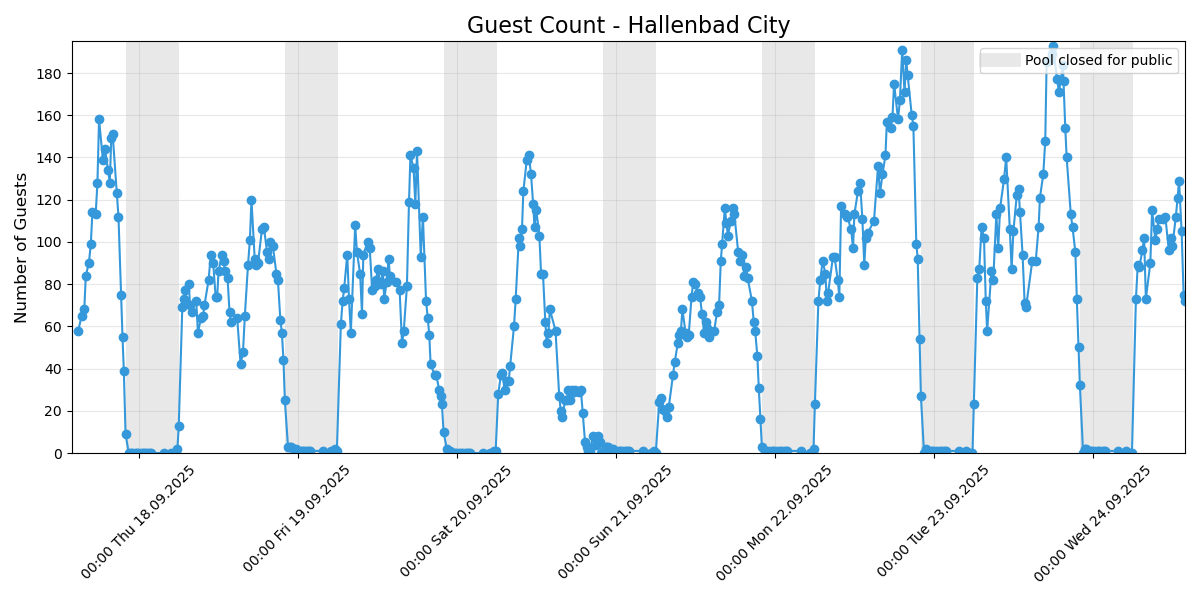 Guest Count - Hallenbad City
Pool closed for public
Number of Guests
180
160
140
120
100
80
60
40
20
0
00:00 Thu 18.09.2025
00:00 Fri 19.09.2025
00:00 Sat 20.09.2025
00:00 Sun 21.09.2025
00:00 Mon 22.09.2025
00:00 Tue 23.09.2025
00:00 Wed 24.09.2025